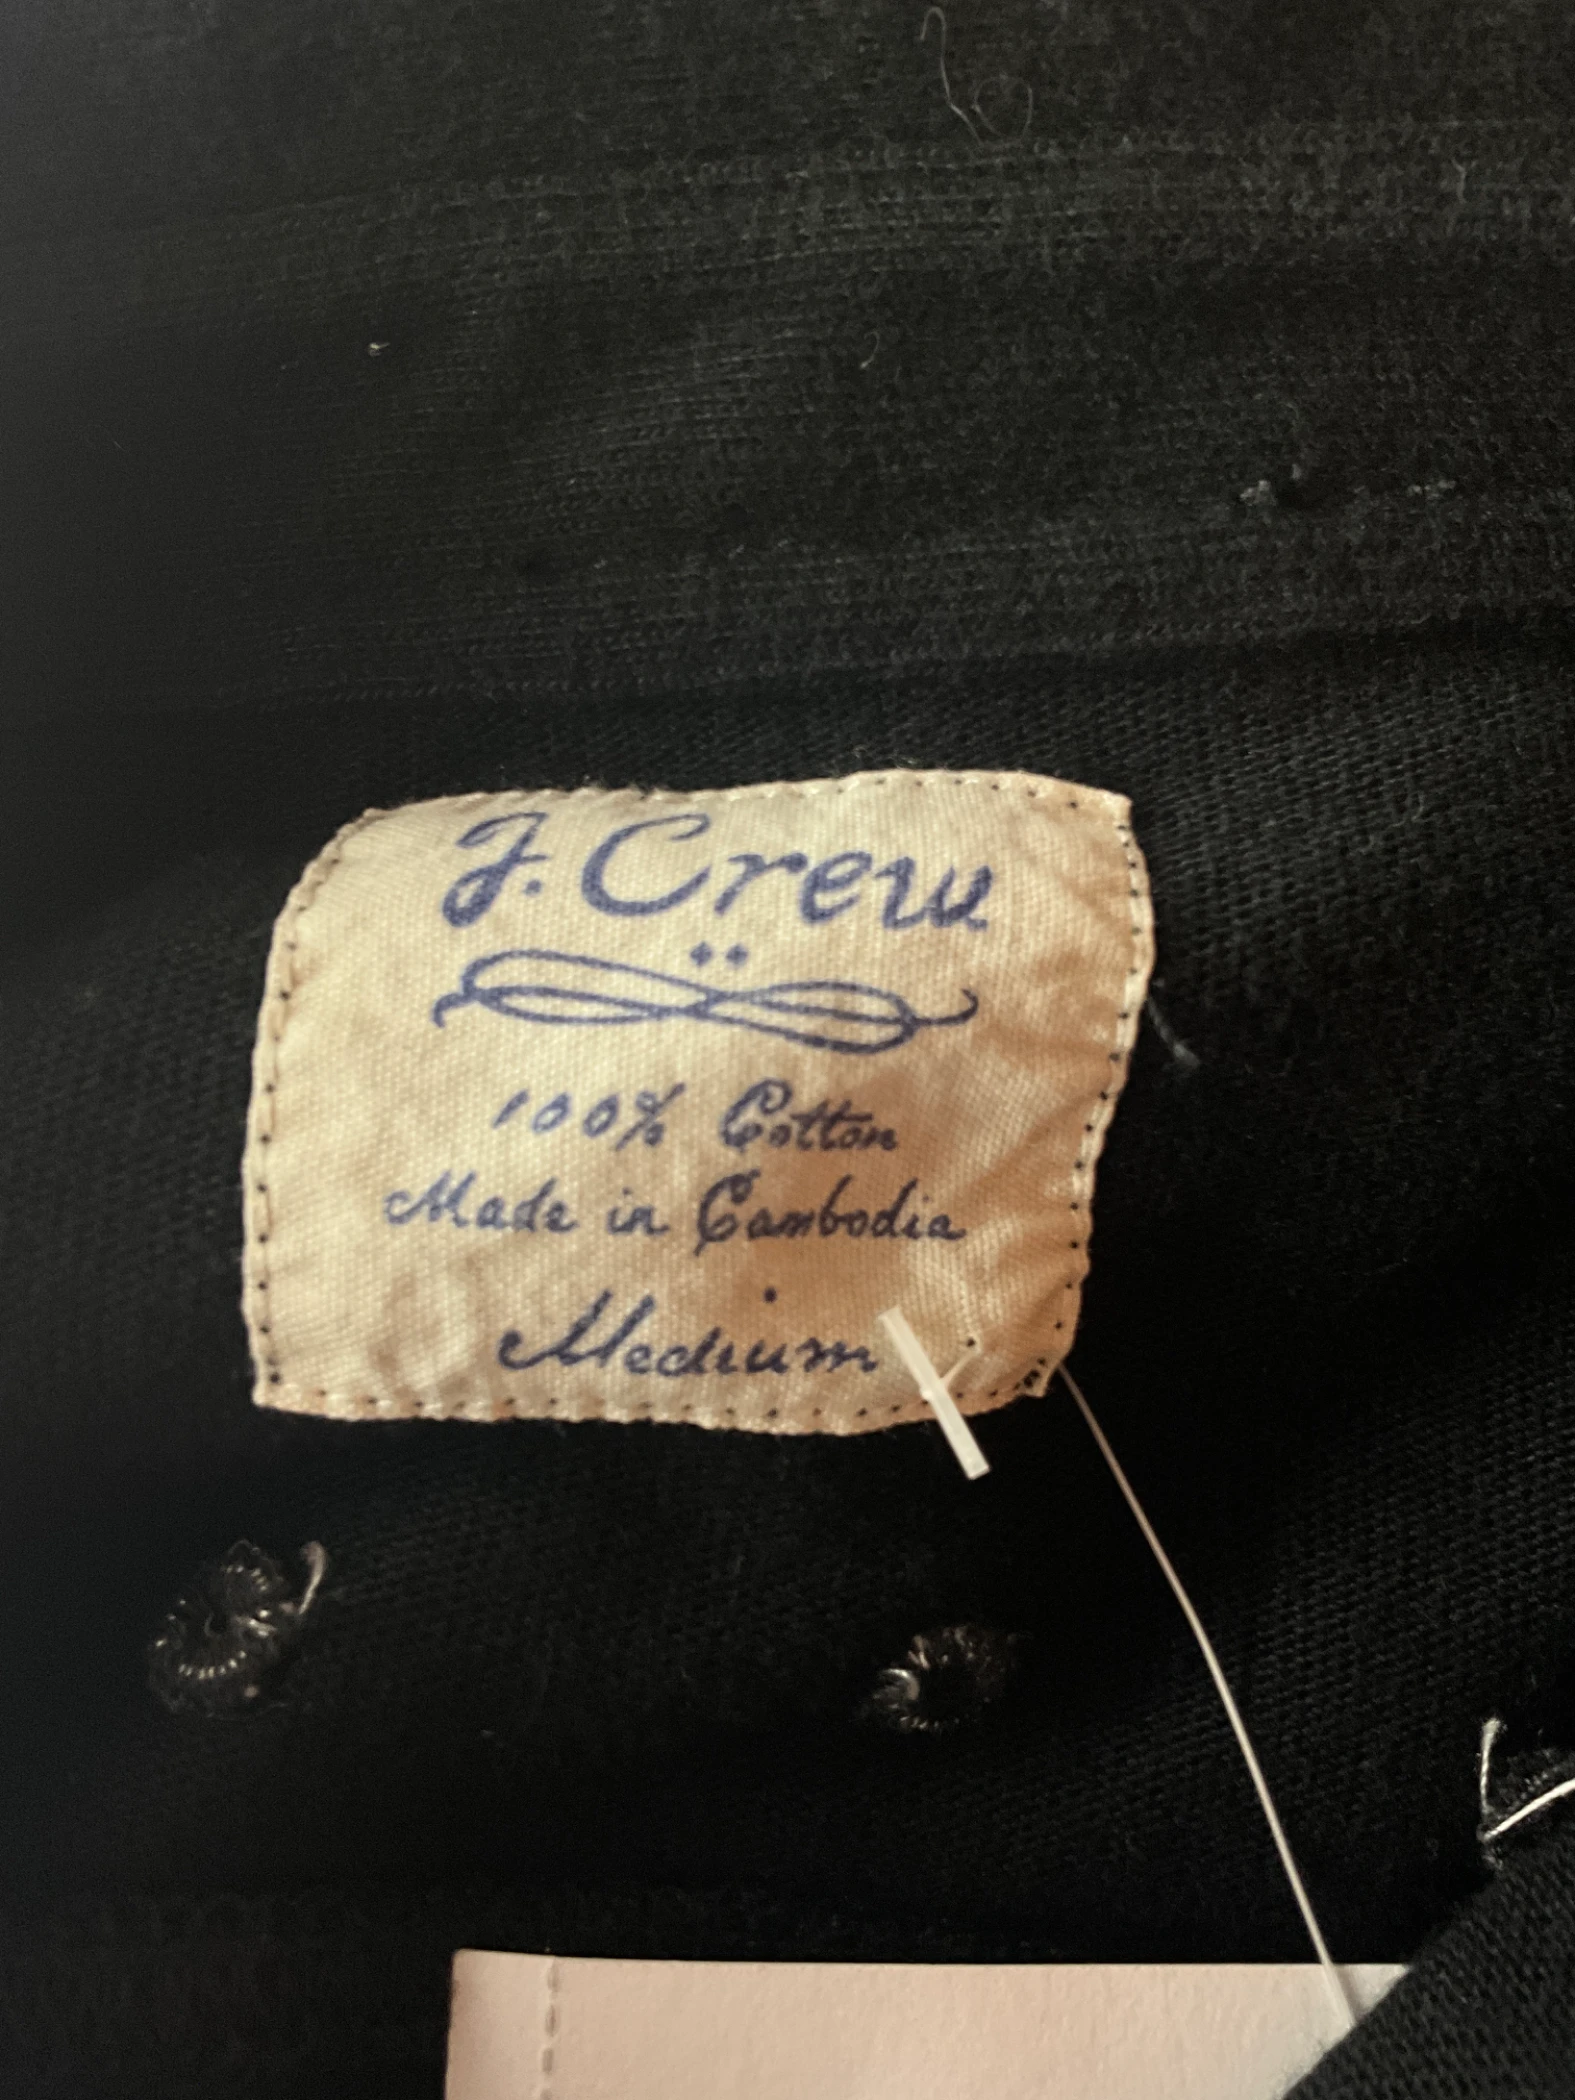 J. Crew
100% Cotton
Made in Cambodia
Medium